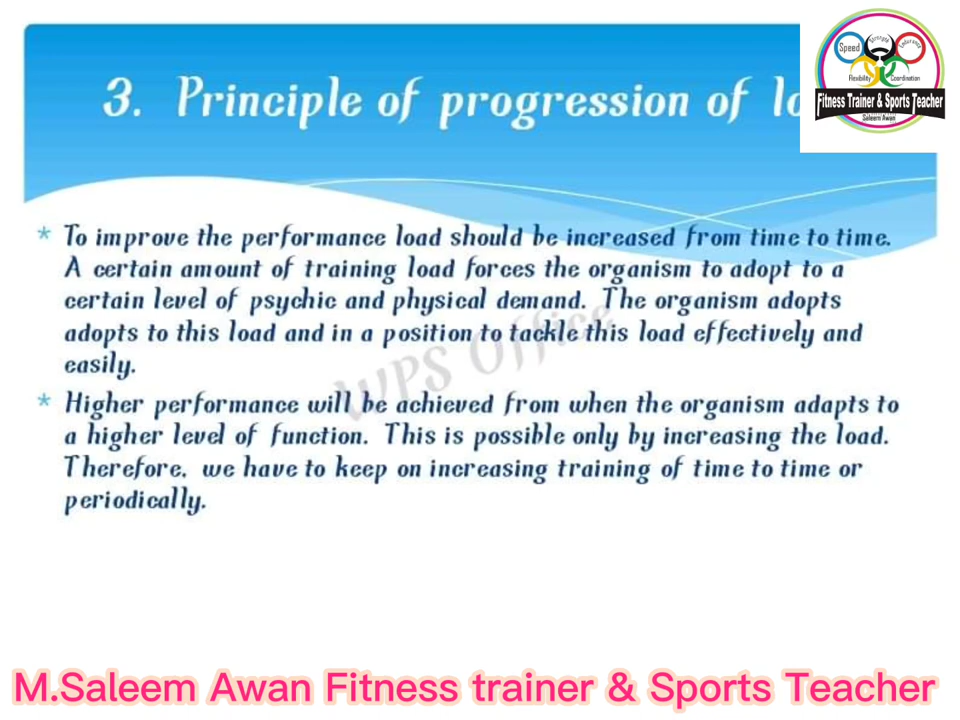 3. Principle of progression of
Speed
Strength
Endurance
Flexibility
Coordination
Fitness Trainer & Sports Teacher
Saleem Awan
* To improve the performance load should be increased from time to time.
A certain amount of training load forces the organism to adopt to a
certain level of psychic and physical demand. The organism adopts
adopts to this load and in a position to tackle this load effectively and
easily.
* Higher performance will be achieved from when the organism adapts to
a higher level of function. This is possible only by increasing the load.
Therefore, we have to keep on increasing training of time to time or
periodically.
WPS Office
M.Saleem Awan Fitness trainer & Sports Teacher